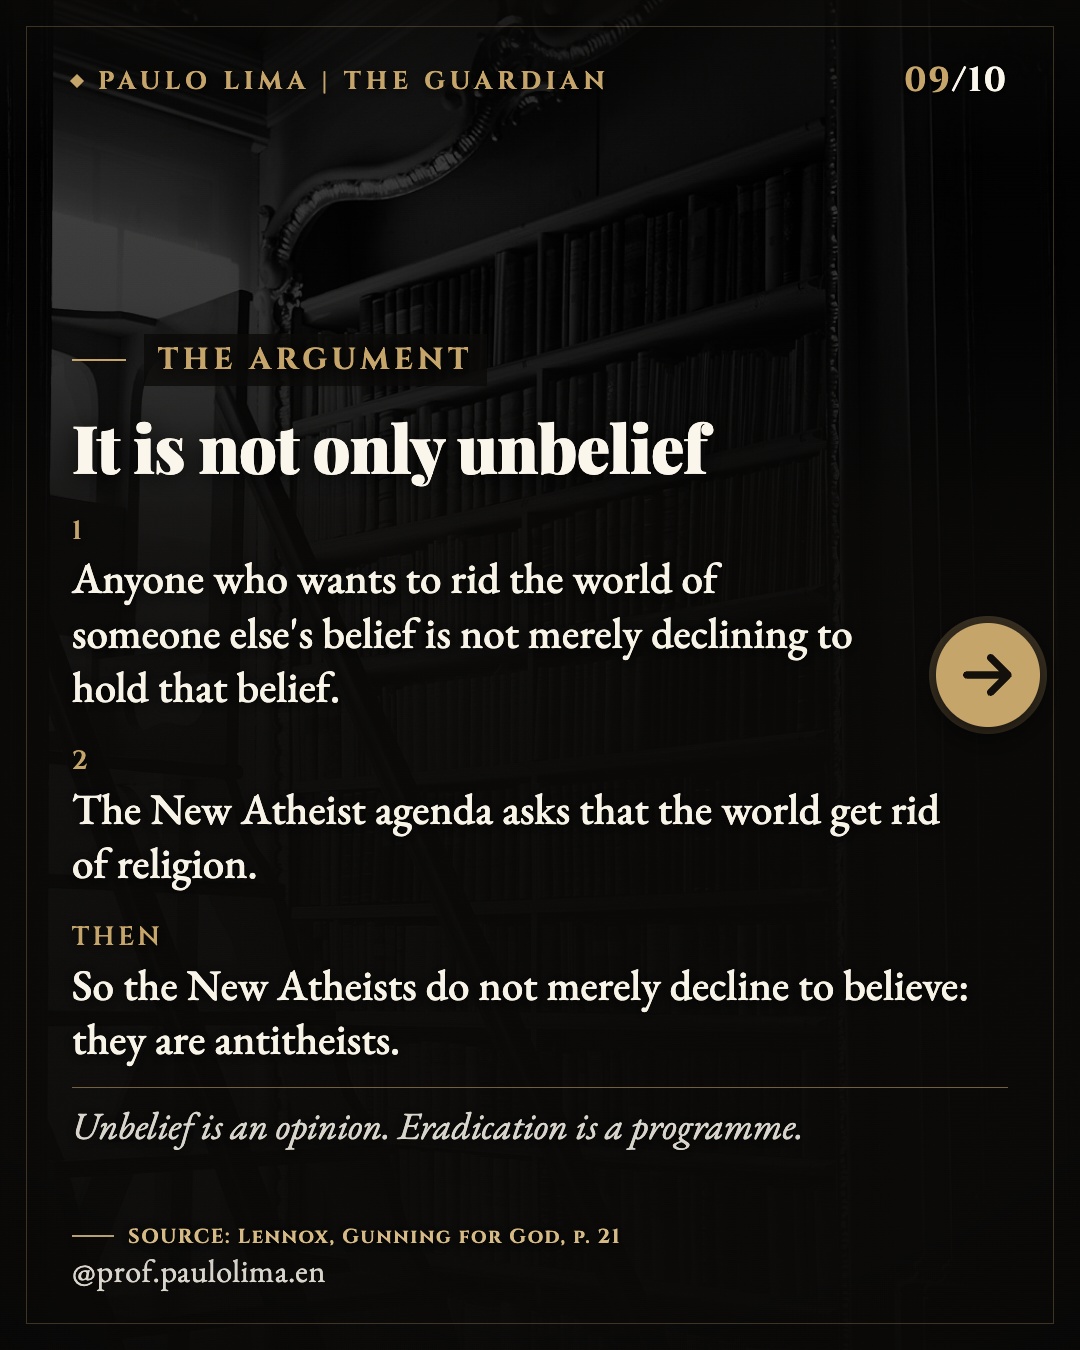 ◆ PAULO LIMA | THE GUARDIAN
09/10
THE ARGUMENT
It is not only unbelief
1
Anyone who wants to rid the world of
someone else's belief is not merely declining to
hold that belief.
2
The New Atheist agenda asks that the world get rid
of religion.
THEN
So the New Atheists do not merely decline to believe:
they are antitheists.
Unbelief is an opinion. Eradication is a programme.
SOURCE: Lennox, Gunning for God, p. 21
@prof.paulolima.en